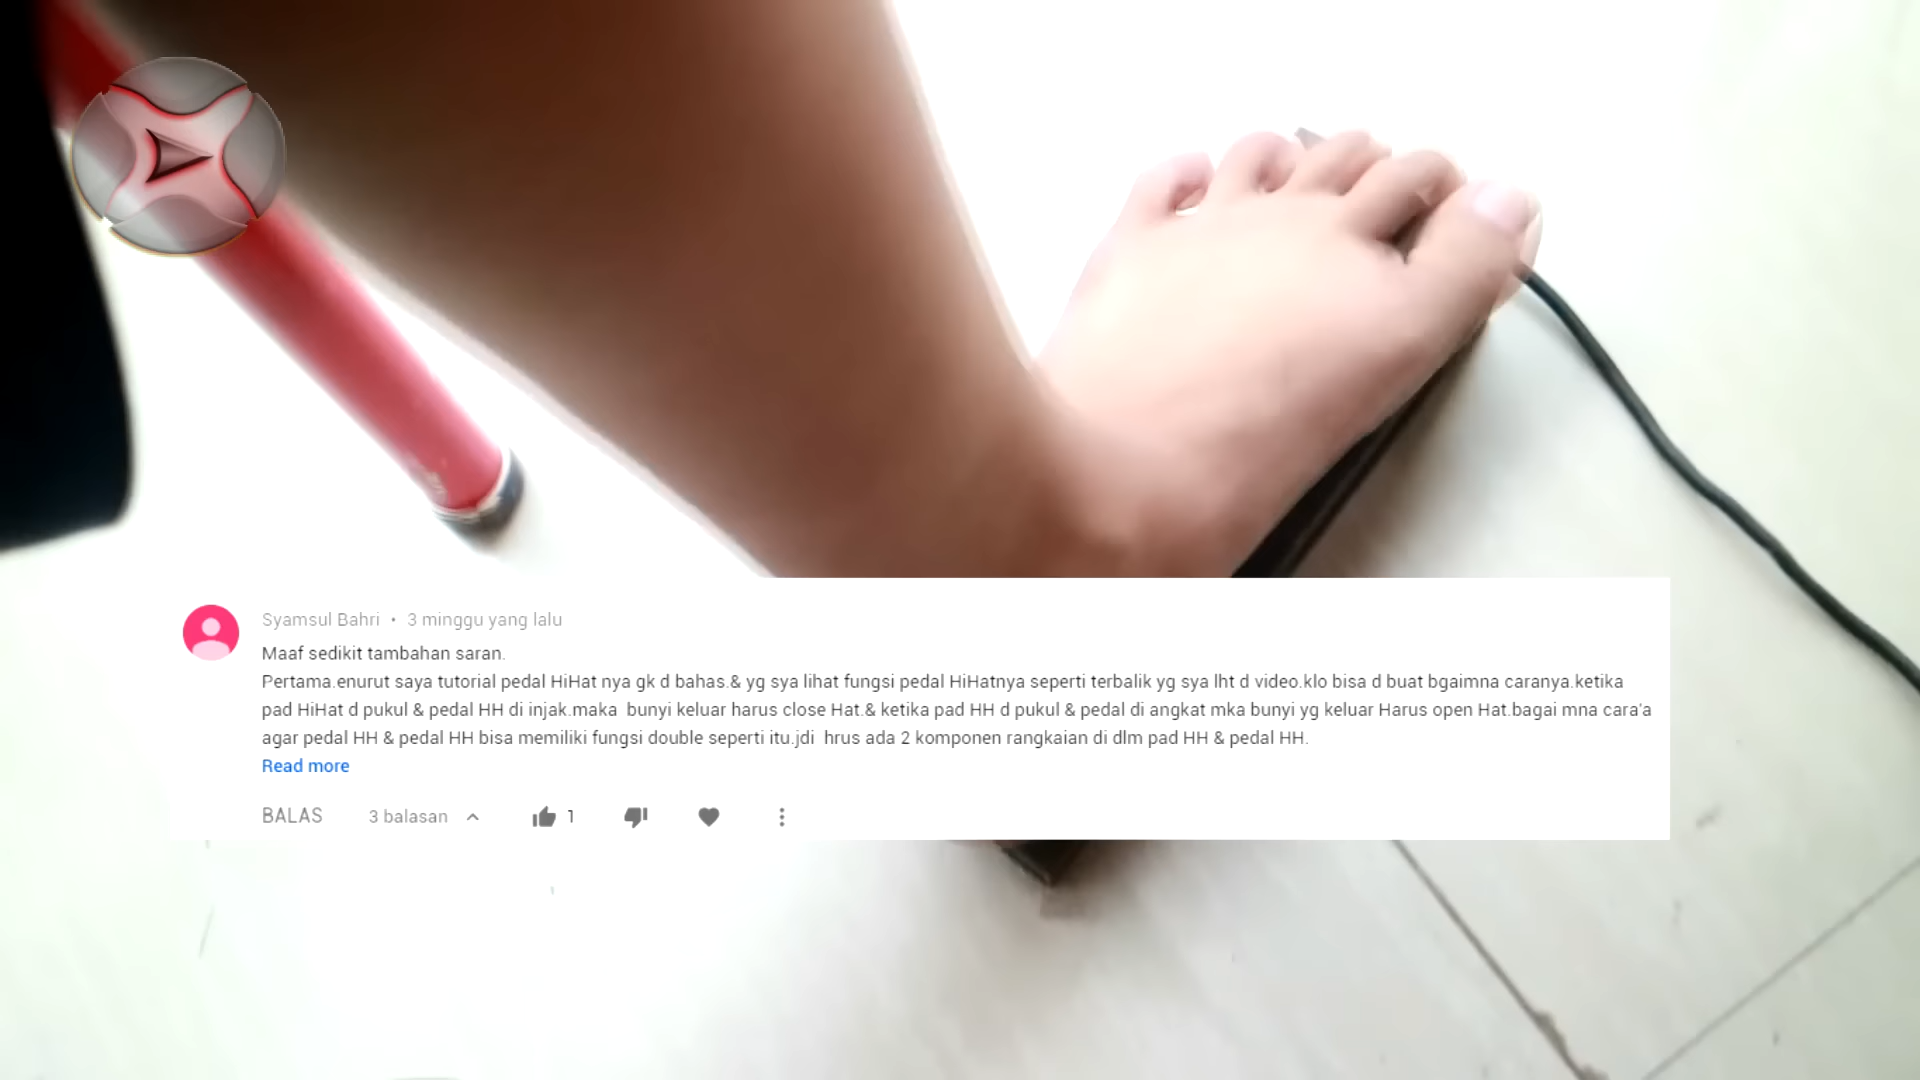 Syamsul Bahri • 3 minggu yang lalu
Maaf sedikit tambahan saran.
Pertama.enurut saya tutorial pedal HiHat nya gk d bahas.& yg sya lihat fungsi pedal HiHatnya seperti terbalik yg sya lht d video.klo bisa d buat bgaimna caranya.ketika
pad HiHat d pukul & pedal HH di injak.maka  bunyi keluar harus close Hat.& ketika pad HH d pukul & pedal di angkat mka bunyi yg keluar Harus open Hat.bagai mna cara'a
agar pedal HH & pedal HH bisa memiliki fungsi double seperti itu.jdi  hrus ada 2 komponen rangkaian di dlm pad HH & pedal HH.
Read more
BALAS 3 balasan 1